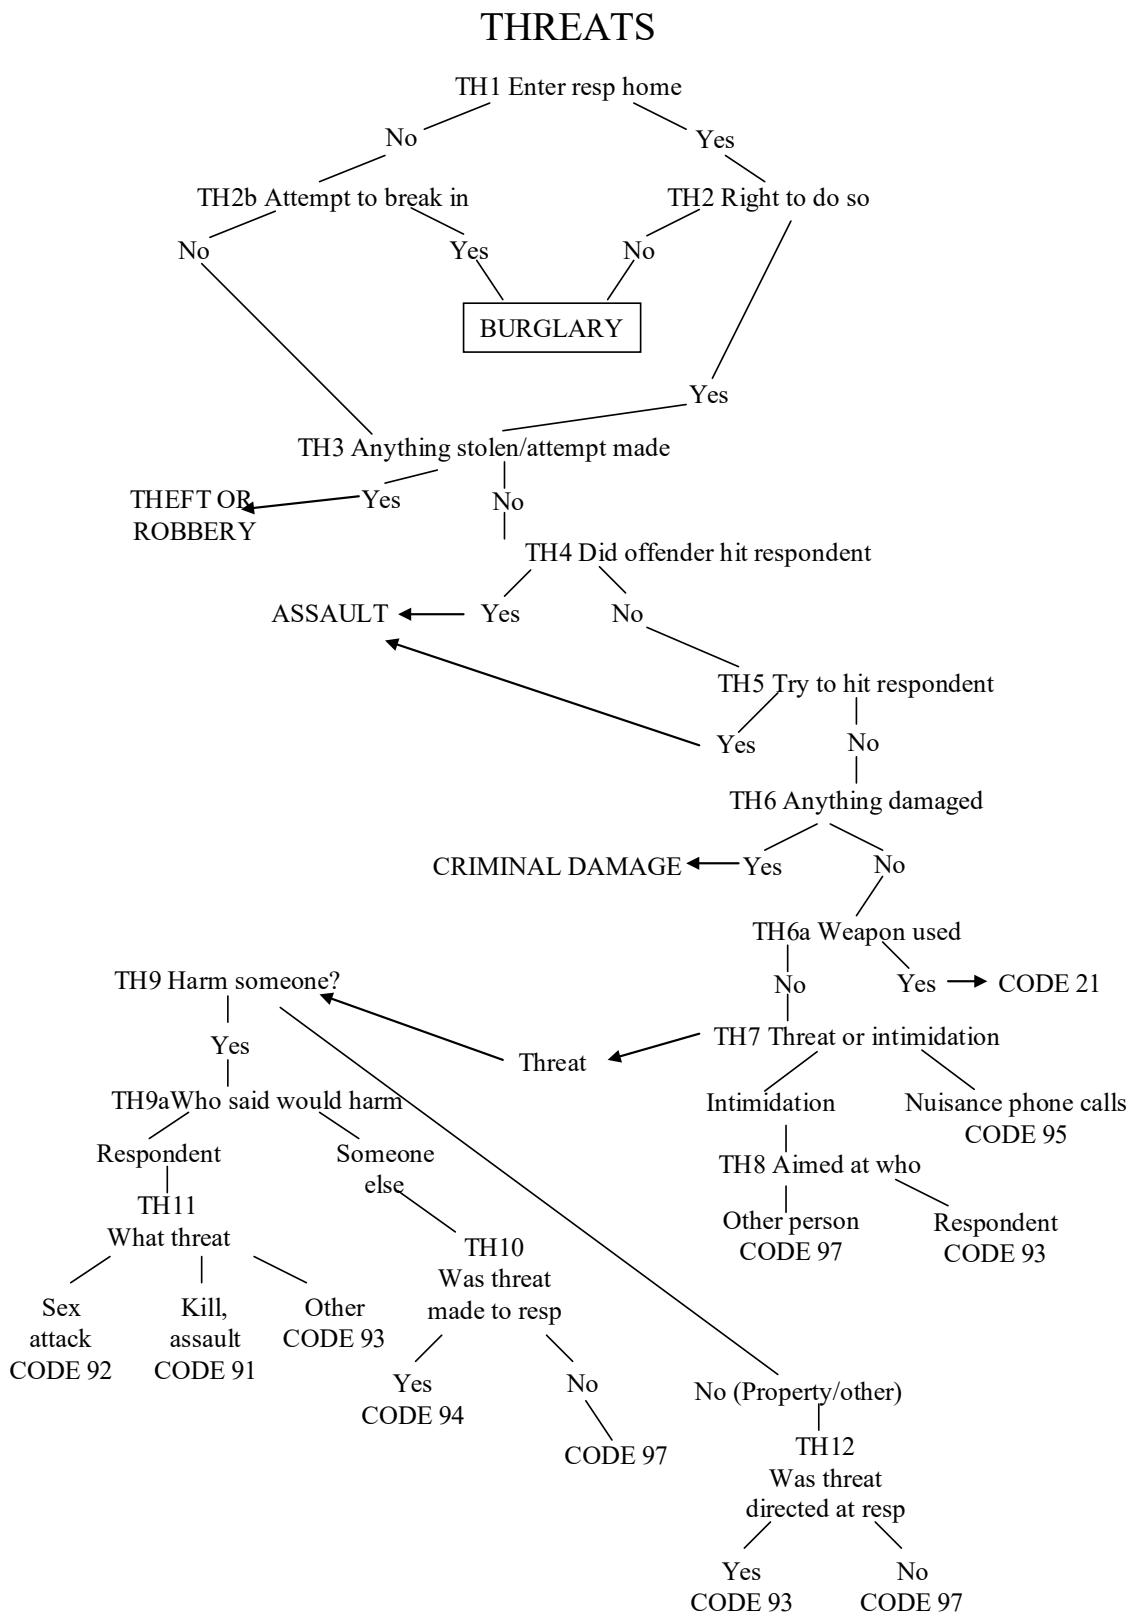 THREATS
TH1 Enter resp home
No
Yes
TH2b Attempt to break in
TH2 Right to do so
No
Yes
No
BURGLARY
Yes
TH3 Anything stolen/attempt made
THEFT OR
ROBBERY
Yes
No
TH4 Did offender hit respondent
ASSAULT
Yes
No
TH5 Try to hit respondent
Yes
No
TH6 Anything damaged
CRIMINAL DAMAGE
Yes
No
TH6a Weapon used
No
Yes
CODE 21
TH7 Threat or intimidation
Threat
Intimidation
Nuisance phone calls
CODE 95
TH8 Aimed at who
Other person
CODE 97
Respondent
CODE 93
TH9 Harm someone?
Yes
TH9aWho said would harm
Respondent
Someone
else
TH11
What threat
Sex
attack
CODE 92
Kill,
assault
CODE 91
Other
CODE 93
TH10
Was threat
made to resp
Yes
CODE 94
No
CODE 97
No (Property/other)
TH12
Was threat
directed at resp
Yes
CODE 93
No
CODE 97